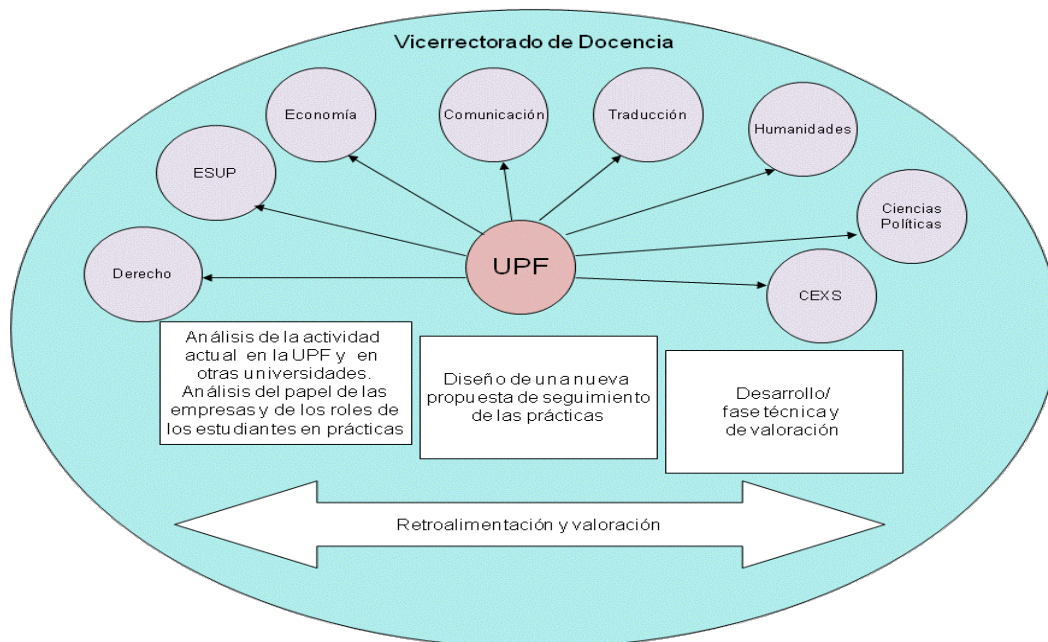 Vicerrectorado de Docencia
Economía
Comunicación
Traducción
Humanidades
ESUP
Ciencias
Políticas
Derecho
UPF
CEXS
Análisis de la actividad
actual en la UPF y en
otras universidades.
Análisis del papel de las
empresas y de los roles de
los estudiantes en prácticas
Diseño de una nueva
propuesta de seguimiento
de las prácticas
Desarrollo/
fase técnica y
de valoración
Retroalimentación y valoración